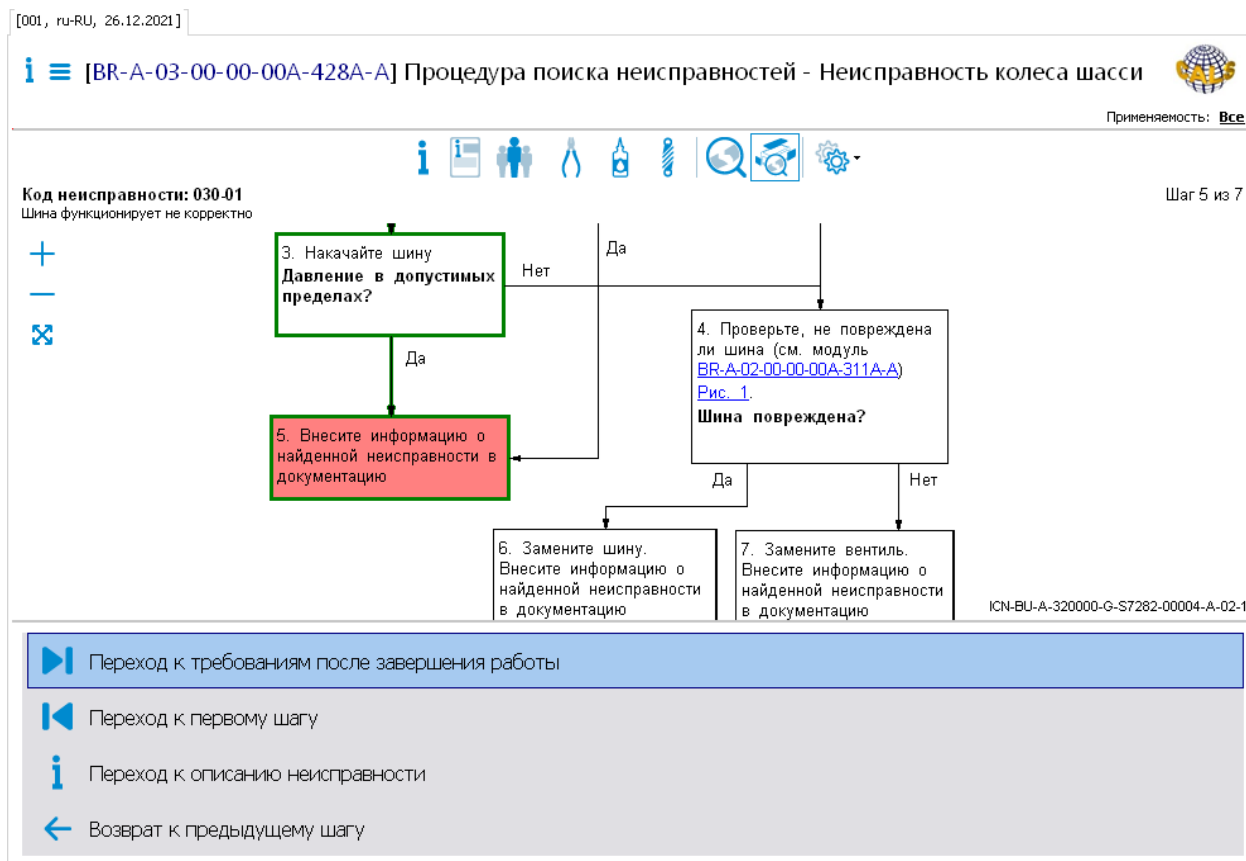 [001, ru-RU, 26.12.2021]
[BR-A-03-00-00-00A-428A-A] Процедура поиска неисправностей - Неисправность колеса шасси
CALS
Применяемость: Все
Код неисправности: 030-01
Шаг 5 из 7
Шина функционирует не корректно
3. Накачайте шину
Давление в допустимых
пределах?
Нет
Да
Да
4. Проверьте, не повреждена
ли шина (см. модуль
BR-A-02-00-00-00A-311A-A)
Рис. 1.
Шина повреждена?
5. Внесите информацию о
найденной неисправности в
документацию
Да
Нет
6. Замените шину.
Внесите информацию о
найденной неисправности
в документацию
7. Замените вентиль.
Внесите информацию о
найденной неисправности
в документацию
ICN-BU-A-320000-G-S7282-00004-A-02-1
Переход к требованиям после завершения работы
Переход к первому шагу
Переход к описанию неисправности
Возврат к предыдущему шагу